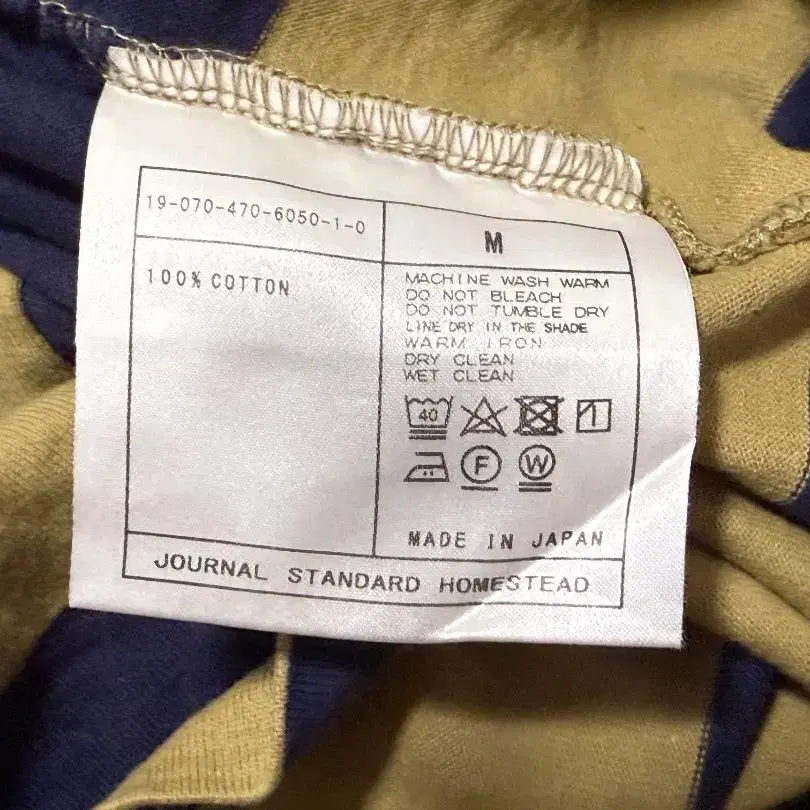 19-070-470-6050-1-0
M
100% COTTON
MACHINE WASH WARM
DO NOT BLEACH
DO NOT TUMBLE DRY
LINE DRY IN THE SHADE
WARM IRON
DRY CLEAN
WET CLEAN
40
F
W
MADE IN JAPAN
JOURNAL STANDARD HOMESTEAD